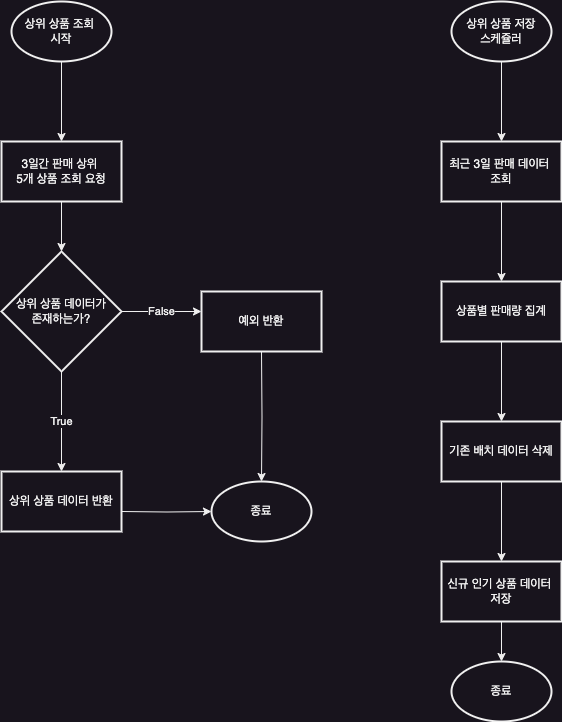 상위 상품 조회
시작
3일간 판매 상위
5개 상품 조회 요청
상위 상품 데이터가
존재하는가?
False
예외 반환
True
상위 상품 데이터 반환
종료
상위 상품 저장
스케쥴러
최근 3일 판매 데이터
조회
상품별 판매량 집계
기존 배치 데이터 삭제
신규 인기 상품 데이터
저장
종료